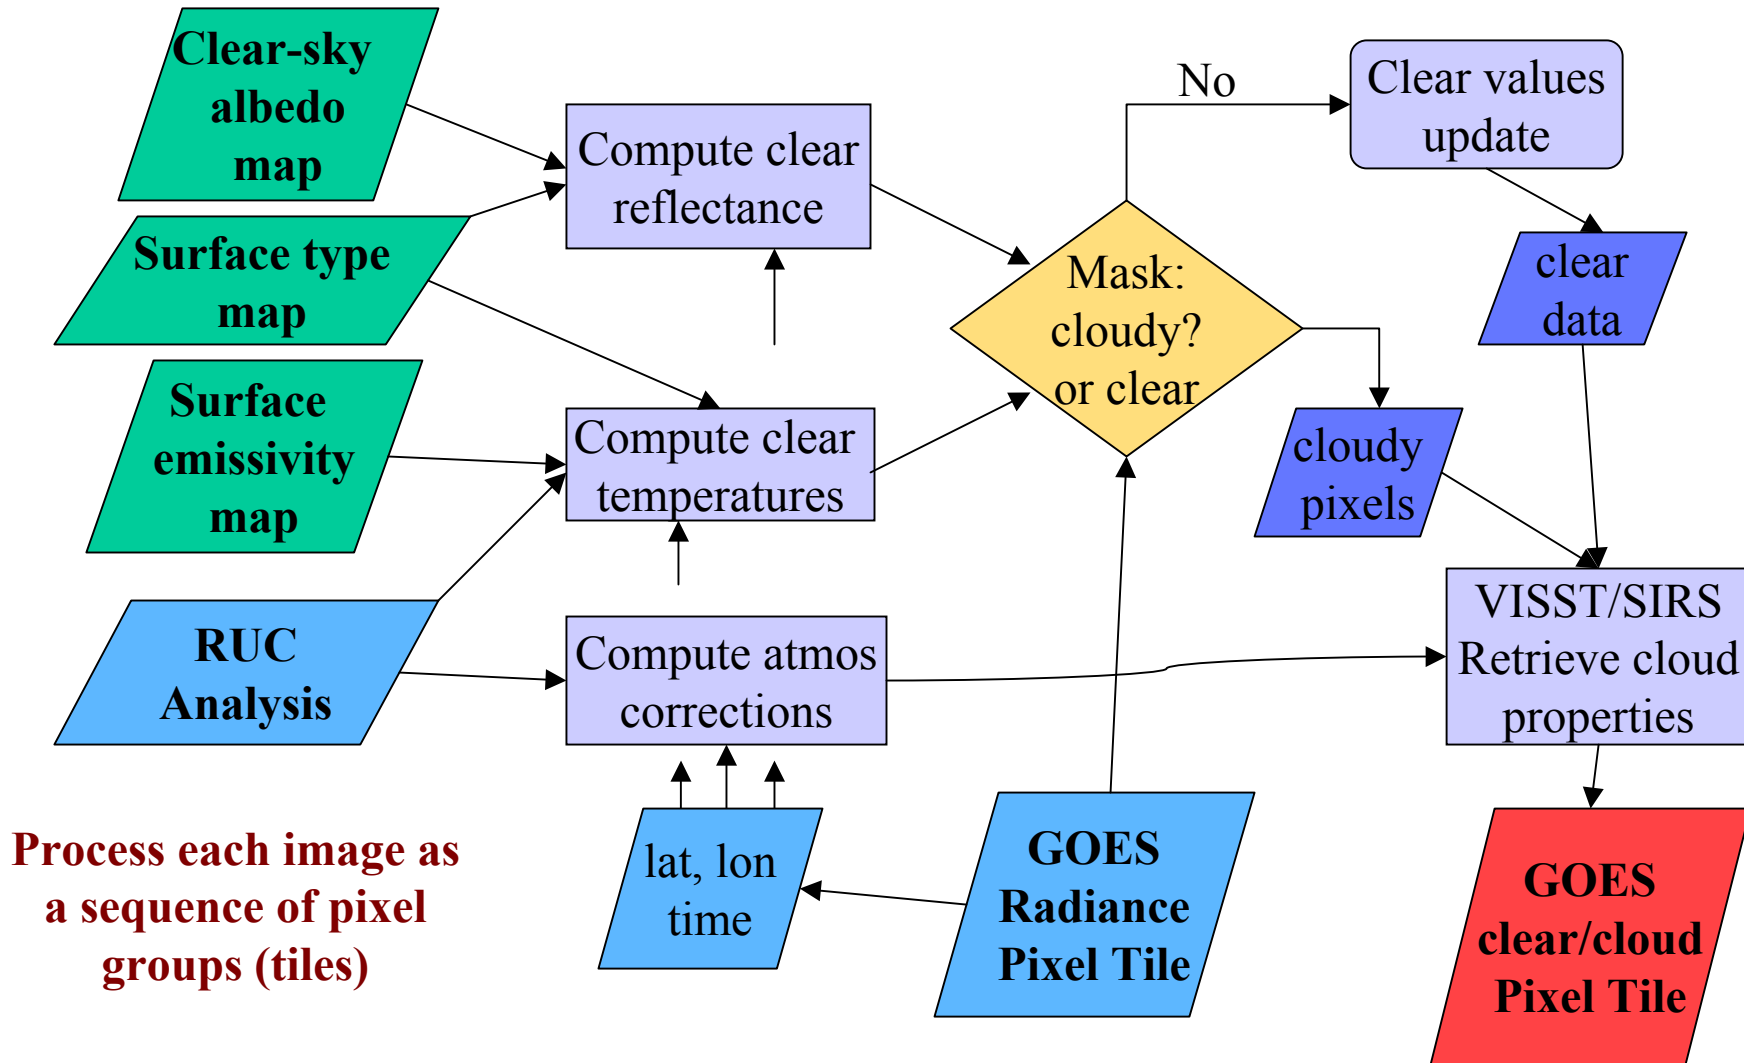 Clear-sky
albedo
map
Surface type
map
Surface
emissivity
map
RUC
Analysis
Process each image as
a sequence of pixel
groups (tiles)
Compute clear
reflectance
Compute clear
temperatures
Compute atmos
corrections
lat, lon
time
Mask:
cloudy?
or clear
GOES
Radiance
Pixel Tile
No
Clear values
update
clear
data
cloudy
pixels
VISST/SIRS
Retrieve cloud
properties
GOES
clear/cloud
Pixel Tile